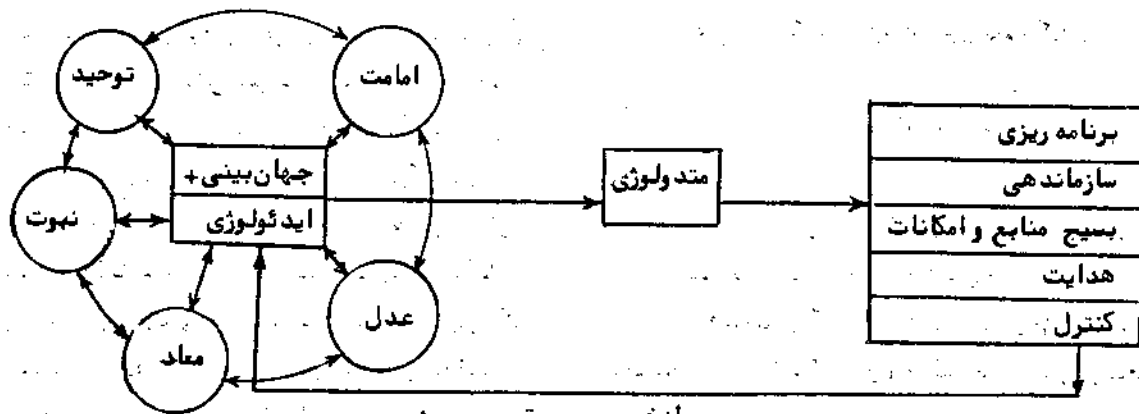 توحید
امامت
نبوت
معاد
عدل
جهان‌بینی+
ایدئولوژی
متدولوژی
برنامه ریزی
سازماندهی
بسیج منابع و امکانات
هدایت
کنترل